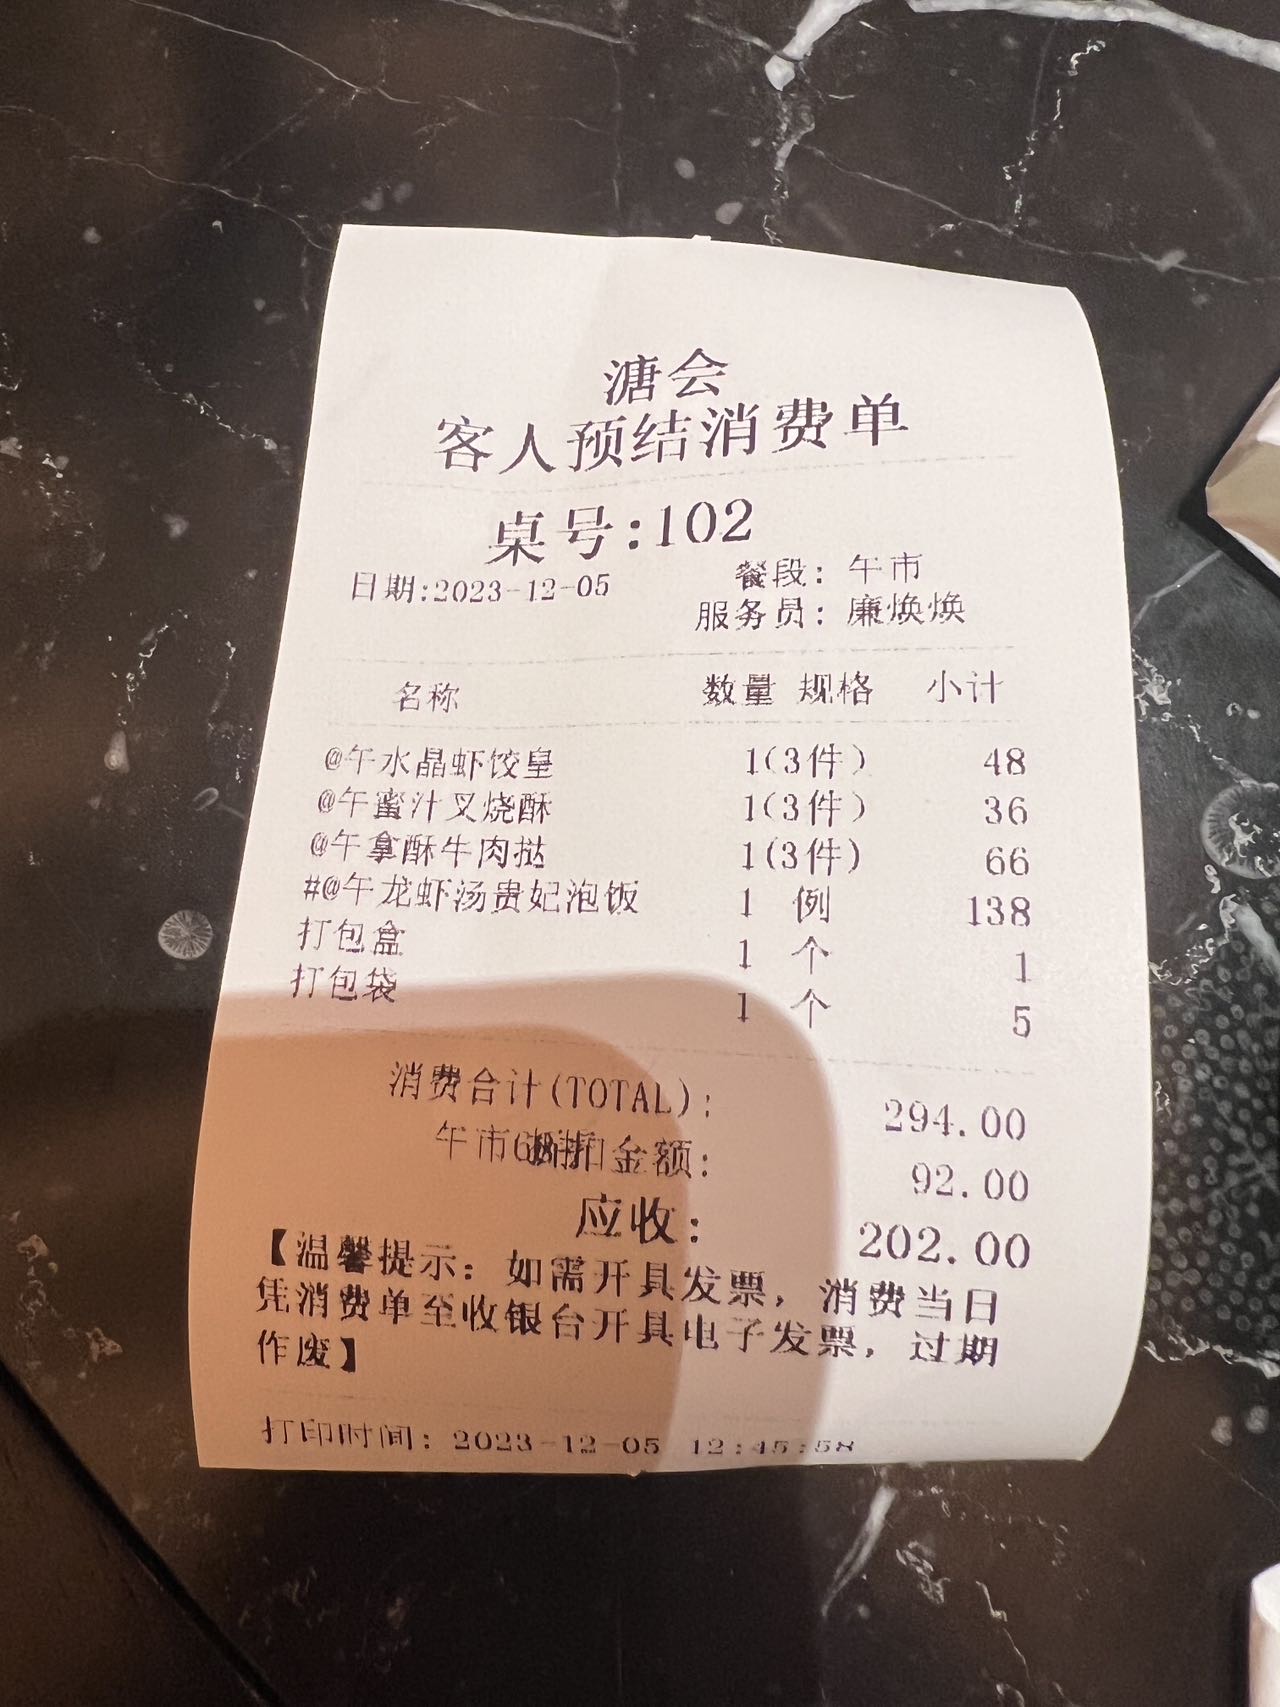 溏会
客人预结消费单
桌号:102
日期:2023-12-05 餐段: 午市
服务员: 廉焕焕
名称 数量 规格 小计
@午水晶虾饺皇 1(3件) 48
@午蜜汁叉烧酥 1(3件) 36
@午拿酥牛肉挞 1(3件) 66
#@午龙虾汤贵妃泡饭 1 例 138
打包盒 1 个 1
打包袋 1 个 5
消费合计(TOTAL): 294.00
午市 金额: 92.00
应收: 202.00
【温馨提示: 如需开具发票, 消费当日
凭消费单至收银台开具电子发票, 过期
作废】
打印时间: 2023-12-05 12:45:58